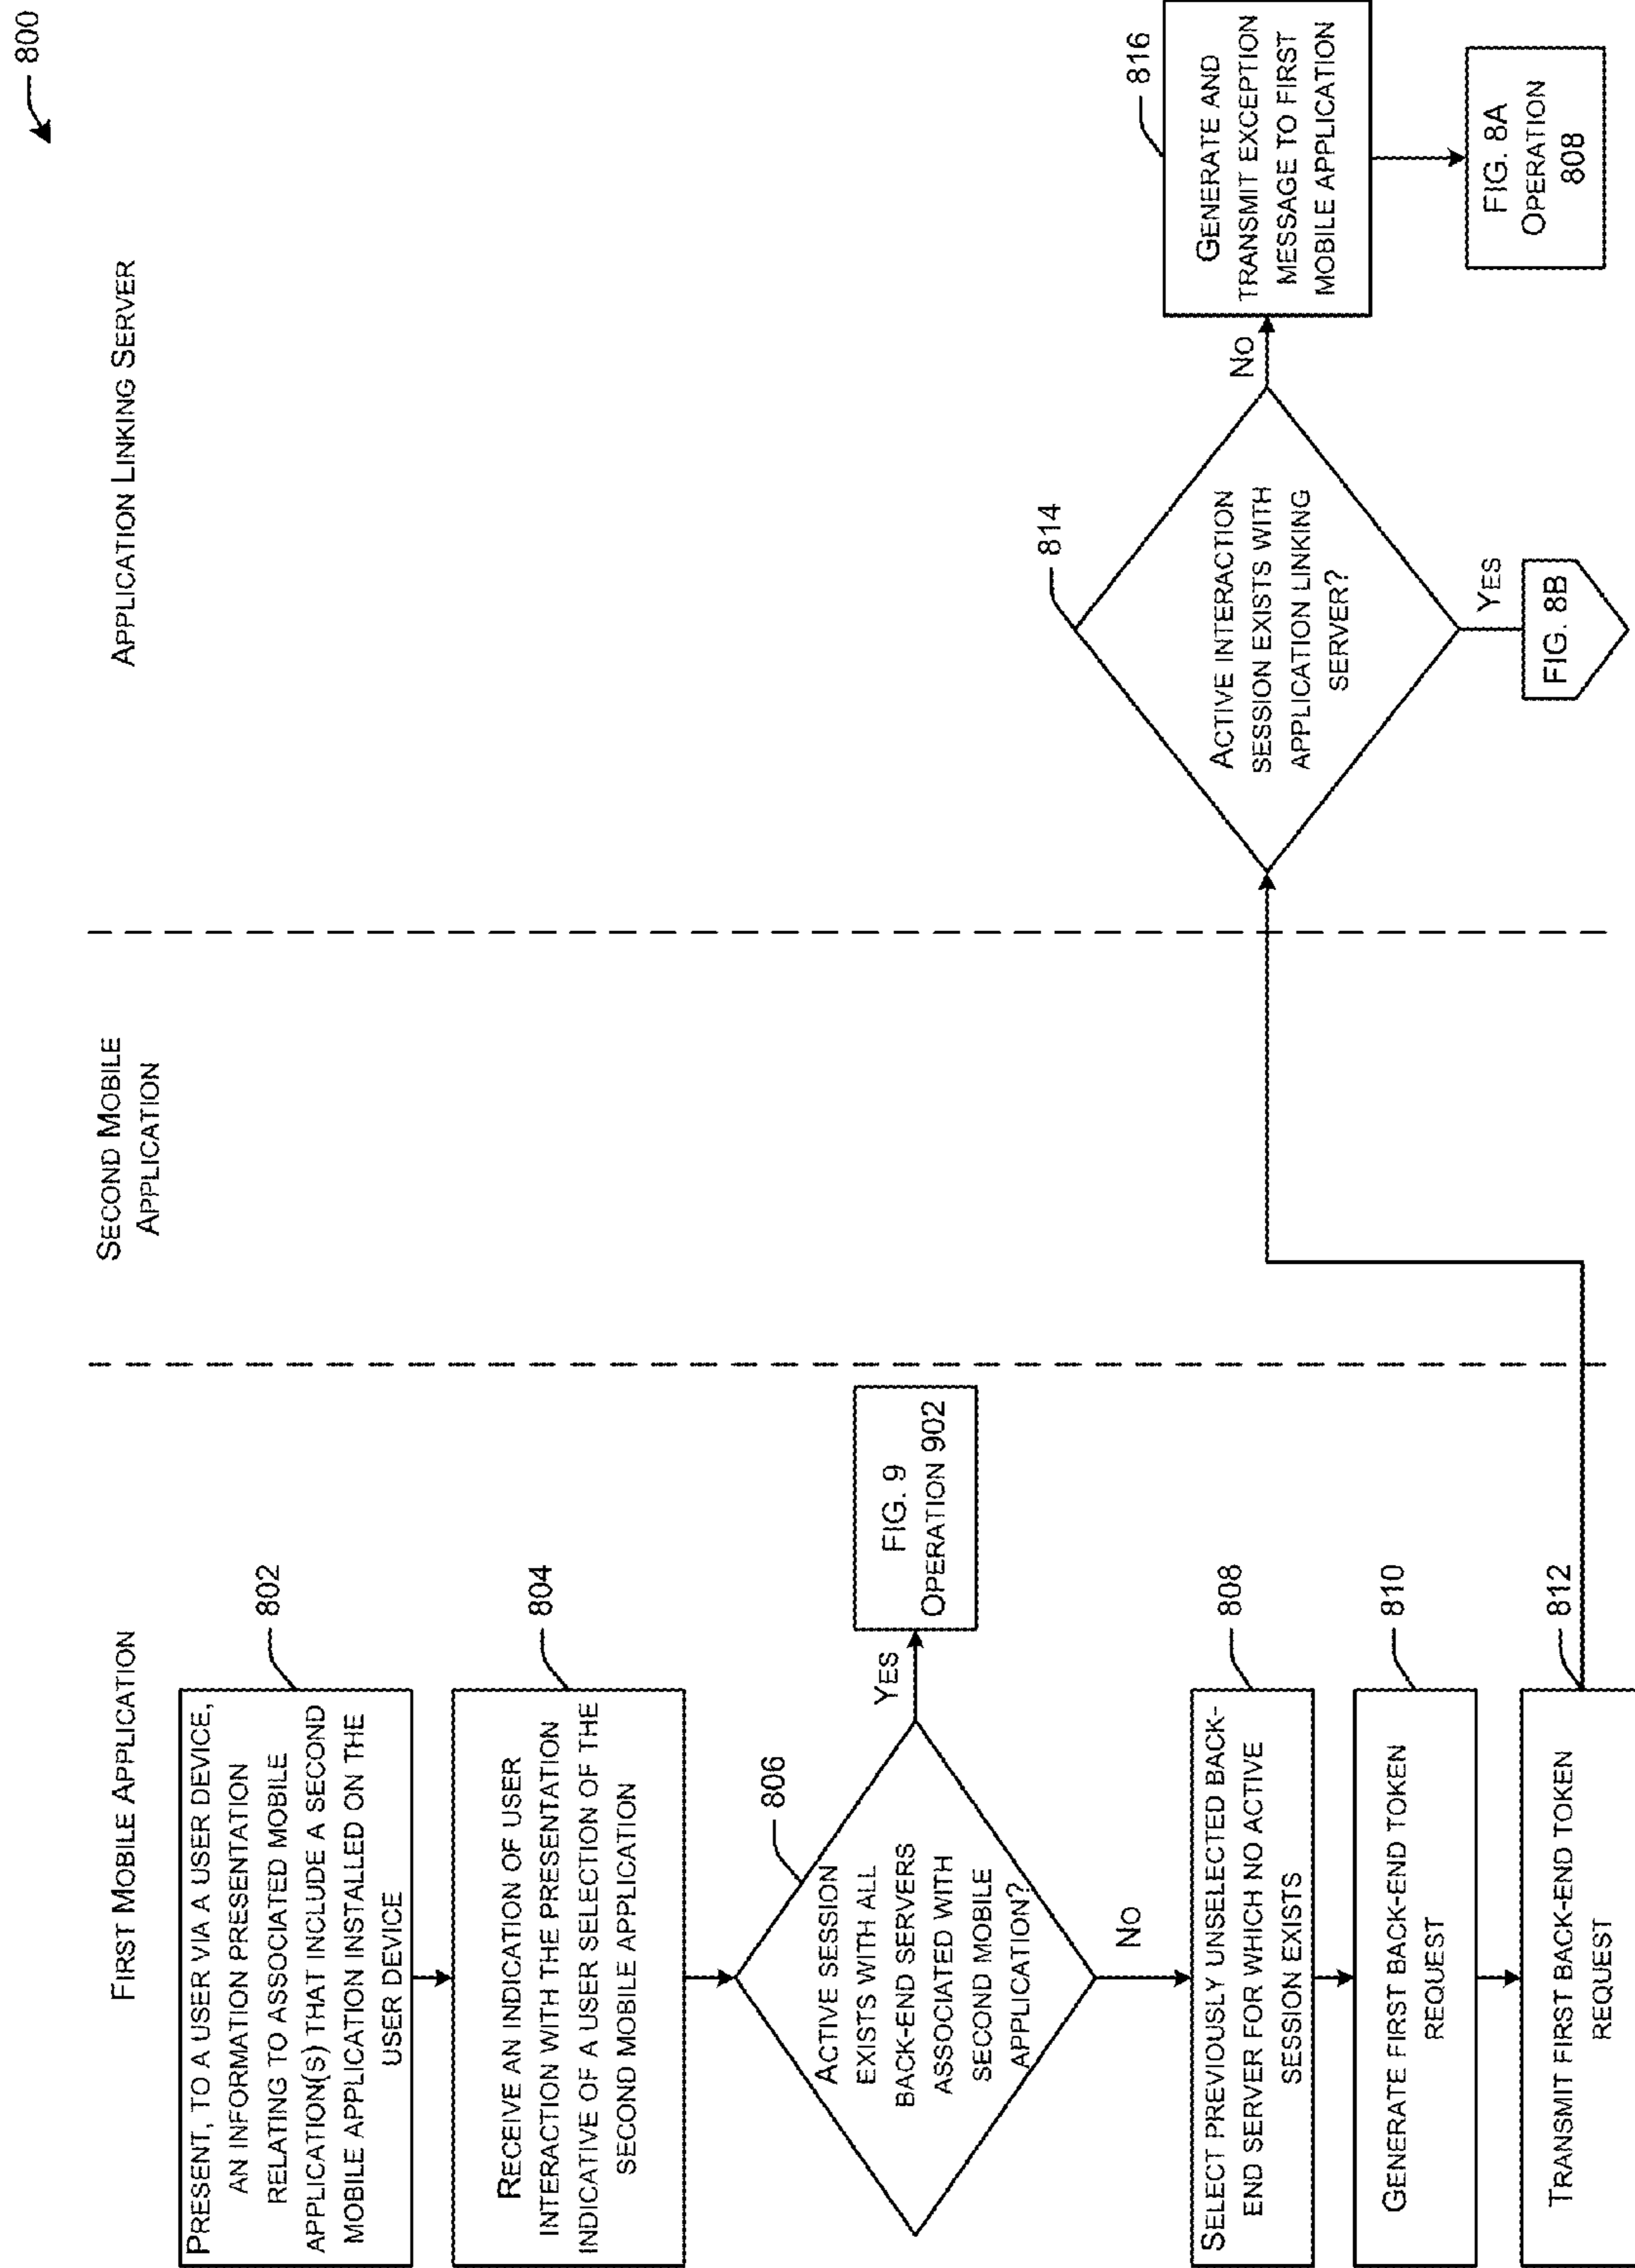 800
FIRST MOBILE APPLICATION
SECOND MOBILE
APPLICATION
APPLICATION LINKING SERVER
PRESENT, TO A USER VIA A USER DEVICE,
AN INFORMATION PRESENTATION
RELATING TO ASSOCIATED MOBILE
APPLICATION(S) THAT INCLUDE A SECOND
MOBILE APPLICATION INSTALLED ON THE
USER DEVICE
802
RECEIVE AN INDICATION OF USER
INTERACTION WITH THE PRESENTATION
INDICATIVE OF A USER SELECTION OF THE
SECOND MOBILE APPLICATION
804
ACTIVE SESSION
EXISTS WITH ALL
BACK-END SERVERS
ASSOCIATED WITH
SECOND MOBILE
APPLICATION?
806
YES
FIG. 9
OPERATION 902
NO
SELECT PREVIOUSLY UNSELECTED BACK-
END SERVER FOR WHICH NO ACTIVE
SESSION EXISTS
808
GENERATE FIRST BACK-END TOKEN
REQUEST
810
TRANSMIT FIRST BACK-END TOKEN
REQUEST
812
ACTIVE INTERACTION
SESSION EXISTS WITH
APPLICATION LINKING
SERVER?
814
NO
GENERATE AND
TRANSMIT EXCEPTION
MESSAGE TO FIRST
MOBILE APPLICATION
816
FIG. 8A
OPERATION
808
YES
FIG. 8B